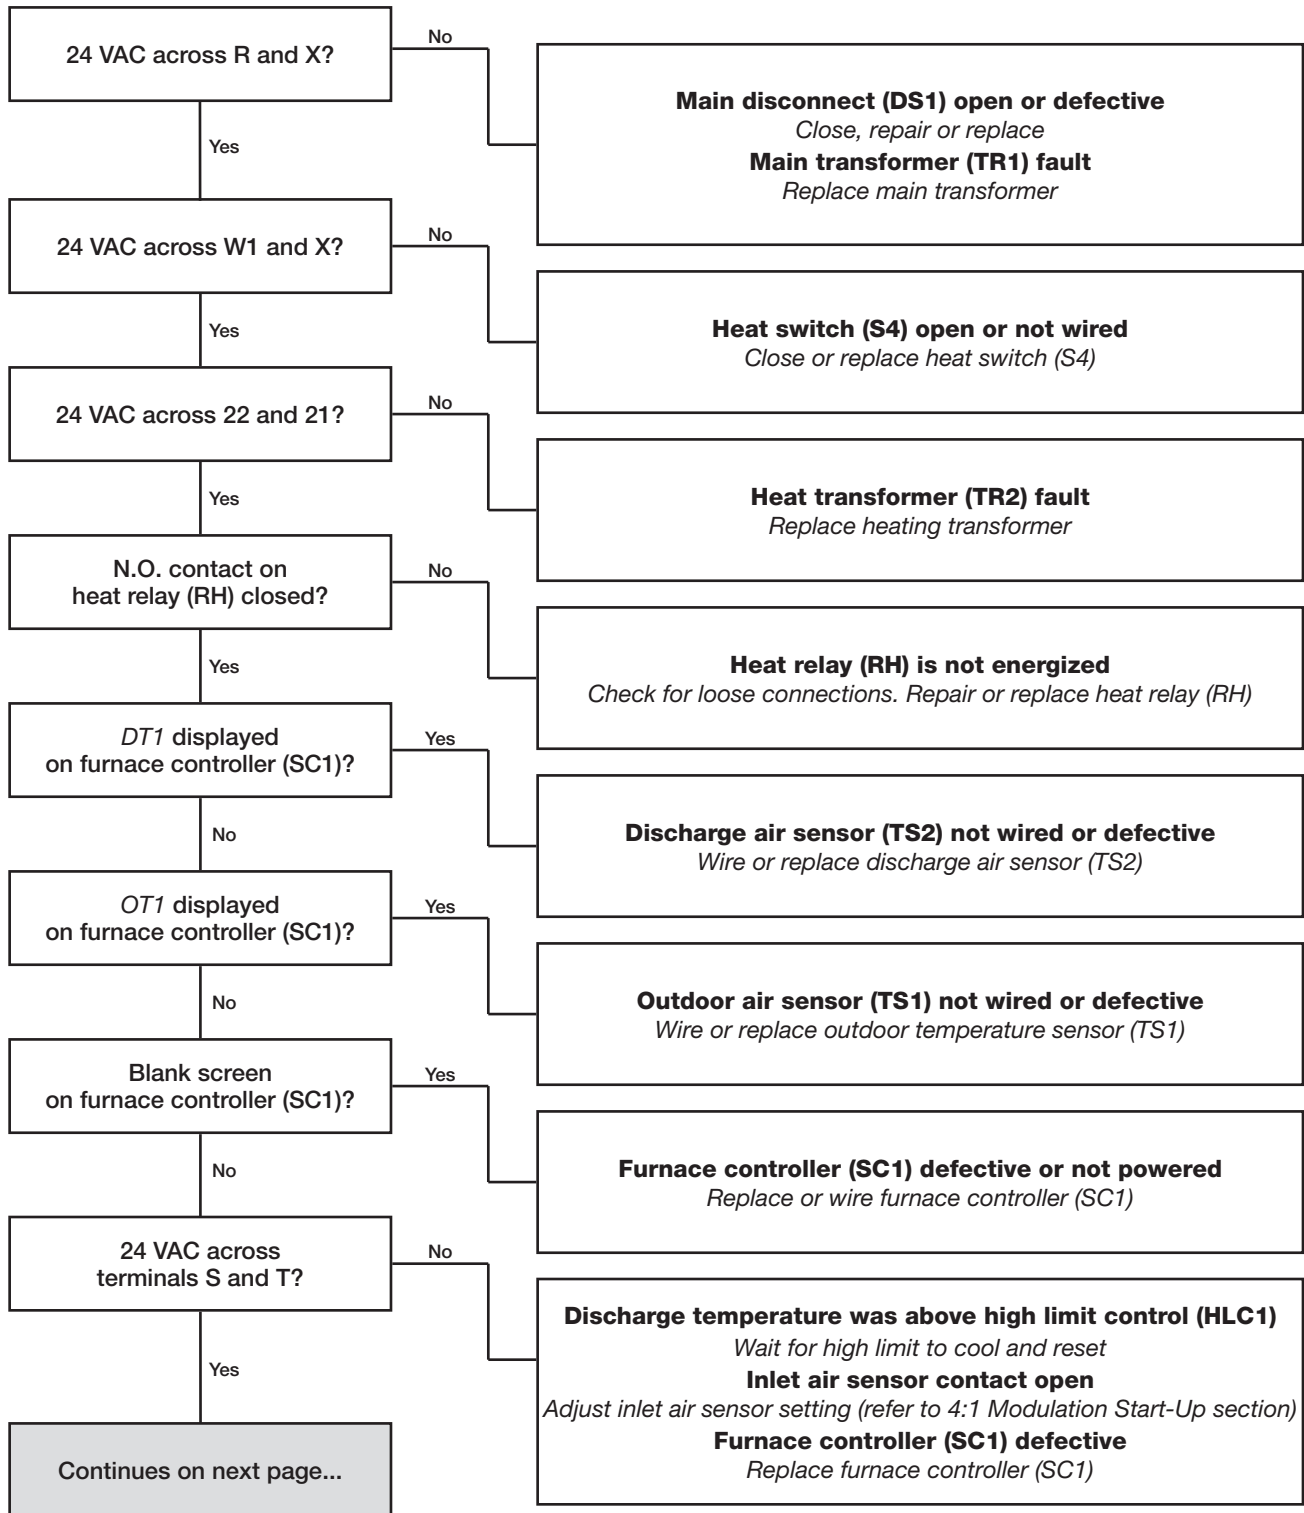 24 VAC across R and X?
No
Main disconnect (DS1) open or defective
Close, repair or replace
Main transformer (TR1) fault
Replace main transformer
Yes
24 VAC across W1 and X?
No
Heat switch (S4) open or not wired
Close or replace heat switch (S4)
Yes
24 VAC across 22 and 21?
No
Heat transformer (TR2) fault
Replace heating transformer
Yes
N.O. contact on
heat relay (RH) closed?
No
Heat relay (RH) is not energized
Check for loose connections. Repair or replace heat relay (RH)
Yes
DT1 displayed
on furnace controller (SC1)?
Yes
Discharge air sensor (TS2) not wired or defective
Wire or replace discharge air sensor (TS2)
No
OT1 displayed
on furnace controller (SC1)?
Yes
Outdoor air sensor (TS1) not wired or defective
Wire or replace outdoor temperature sensor (TS1)
No
Blank screen
on furnace controller (SC1)?
Yes
Furnace controller (SC1) defective or not powered
Replace or wire furnace controller (SC1)
No
24 VAC across
terminals S and T?
No
Discharge temperature was above high limit control (HLC1)
Wait for high limit to cool and reset
Inlet air sensor contact open
Adjust inlet air sensor setting (refer to 4:1 Modulation Start-Up section)
Furnace controller (SC1) defective
Replace furnace controller (SC1)
Yes
Continues on next page...